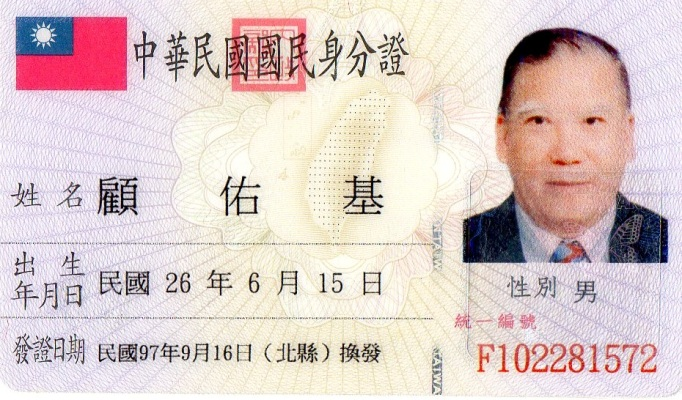 中華民國國民身分證
姓名 顧佑基
出生年月日 民國 26 年 6 月 15 日
性別 男
統一編號
F102281572
發證日期 民國97年9月16日（北縣）換發
TAIWAN